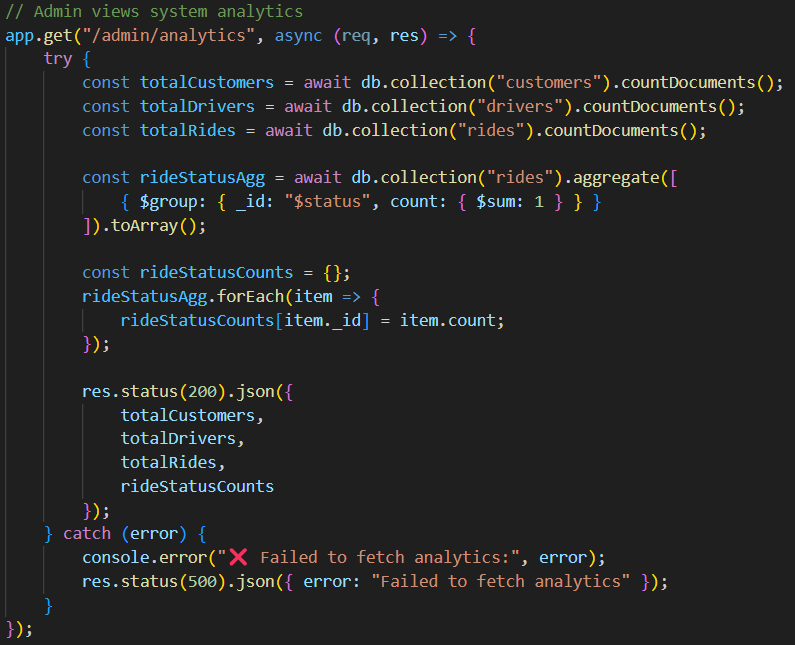 // Admin views system analytics
app.get("/admin/analytics", async (req, res) => {
    try {
        const totalCustomers = await db.collection("customers").countDocuments();
        const totalDrivers = await db.collection("drivers").countDocuments();
        const totalRides = await db.collection("rides").countDocuments();

        const rideStatusAgg = await db.collection("rides").aggregate([
            { $group: { _id: "$status", count: { $sum: 1 } } }
        ]).toArray();

        const rideStatusCounts = {};
        rideStatusAgg.forEach(item => {
            rideStatusCounts[item._id] = item.count;
        });

        res.status(200).json({
            totalCustomers,
            totalDrivers,
            totalRides,
            rideStatusCounts
        });
    } catch (error) {
        console.error("❌ Failed to fetch analytics:", error);
        res.status(500).json({ error: "Failed to fetch analytics" });
    }
});